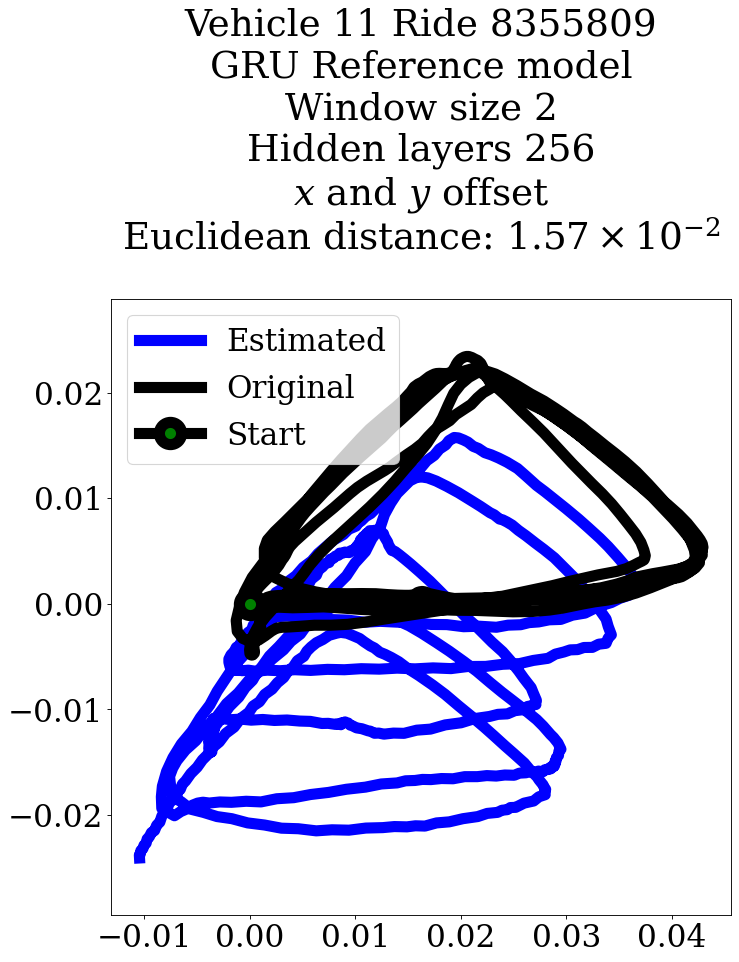 Vehicle 11 Ride 8355809
GRU Reference model
Window size 2
Hidden layers 256
x and y offset
Euclidean distance: 1.57 × 10⁻²
Estimated
Original
Start
0.02
0.01
0.00
−0.01
−0.02
−0.01 0.00 0.01 0.02 0.03 0.04